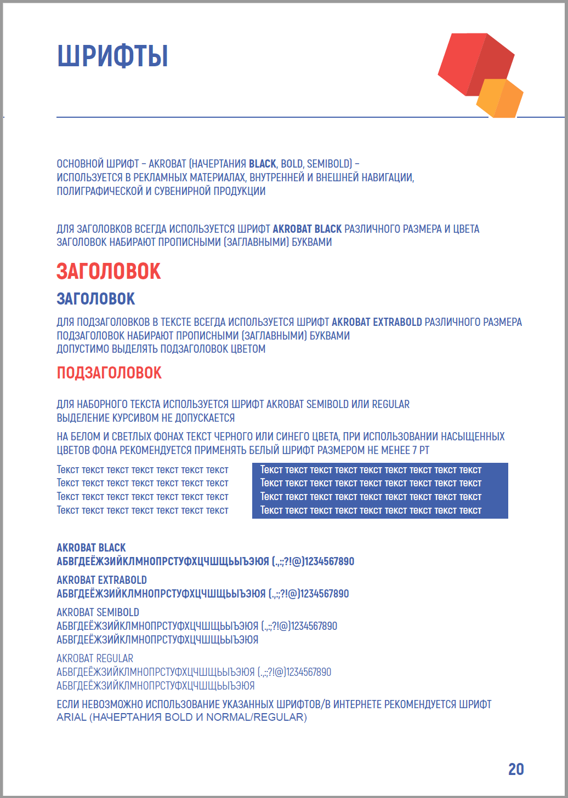 ШРИФТЫ
ОСНОВНОЙ ШРИФТ – AKROBAT (НАЧЕРТАНИЯ BLACK, BOLD, SEMIBOLD) –
ИСПОЛЬЗУЕТСЯ В РЕКЛАМНЫХ МАТЕРИАЛАХ, ВНУТРЕННЕЙ И ВНЕШНЕЙ НАВИГАЦИИ,
ПОЛИГРАФИЧЕСКОЙ И СУВЕНИРНОЙ ПРОДУКЦИИ
ДЛЯ ЗАГОЛОВКОВ ВСЕГДА ИСПОЛЬЗУЕТСЯ ШРИФТ AKROBAT BLACK РАЗЛИЧНОГО РАЗМЕРА И ЦВЕТА
ЗАГОЛОВОК НАБИРАЮТ ПРОПИСНЫМИ (ЗАГЛАВНЫМИ) БУКВАМИ
ЗАГОЛОВОК
ЗАГОЛОВОК
ДЛЯ ПОДЗАГОЛОВКОВ В ТЕКСТЕ ВСЕГДА ИСПОЛЬЗУЕТСЯ ШРИФТ AKROBAT EXTRABOLD РАЗЛИЧНОГО РАЗМЕРА
ПОДЗАГОЛОВОК НАБИРАЮТ ПРОПИСНЫМИ (ЗАГЛАВНЫМИ) БУКВАМИ
ДОПУСТИМО ВЫДЕЛЯТЬ ПОДЗАГОЛОВОК ЦВЕТОМ
ПОДЗАГОЛОВОК
ДЛЯ НАБОРНОГО ТЕКСТА ИСПОЛЬЗУЕТСЯ ШРИФТ AKROBAT SEMIBOLD ИЛИ REGULAR
ВЫДЕЛЕНИЕ КУРСИВОМ НЕ ДОПУСКАЕТСЯ
НА БЕЛОМ И СВЕТЛЫХ ФОНАХ ТЕКСТ ЧЕРНОГО ИЛИ СИНЕГО ЦВЕТА, ПРИ ИСПОЛЬЗОВАНИИ НАСЫЩЕННЫХ
ЦВЕТОВ ФОНА РЕКОМЕНДУЕТСЯ ПРИМЕНЯТЬ БЕЛЫЙ ШРИФТ РАЗМЕРОМ НЕ МЕНЕЕ 7 PT
Текст текст текст текст текст текст текст
Текст текст текст текст текст текст текст
Текст текст текст текст текст текст текст
Текст текст текст текст текст текст текст
Текст текст текст текст текст текст текст текст текст
Текст текст текст текст текст текст текст текст текст
Текст текст текст текст текст текст текст текст текст
Текст текст текст текст текст текст текст текст текст
AKROBAT BLACK
АБВГДЕЁЖЗИЙКЛМНОПРСТУФХЦЧШЩЬЫЪЭЮЯ (.,:;?!@)1234567890
AKROBAT EXTRABOLD
АБВГДЕЁЖЗИЙКЛМНОПРСТУФХЦЧШЩЬЫЪЭЮЯ (.,:;?!@)1234567890
AKROBAT SEMIBOLD
АБВГДЕЁЖЗИЙКЛМНОПРСТУФХЦЧШЩЬЫЪЭЮЯ (.,:;?!@)1234567890
АБВГДЕЁЖЗИЙКЛМНОПРСТУФХЦЧШЩЬЫЪЭЮЯ
AKROBAT REGULAR
АБВГДЕЁЖЗИЙКЛМНОПРСТУФХЦЧШЩЬЫЪЭЮЯ (.,:;?!@)1234567890
АБВГДЕЁЖЗИЙКЛМНОПРСТУФХЦЧШЩЬЫЪЭЮЯ
ЕСЛИ НЕВОЗМОЖНО ИСПОЛЬЗОВАНИЕ УКАЗАННЫХ ШРИФТОВ/В ИНТЕРНЕТЕ РЕКОМЕНДУЕТСЯ ШРИФТ
ARIAL (НАЧЕРТАНИЯ BOLD И NORMAL/REGULAR)
20